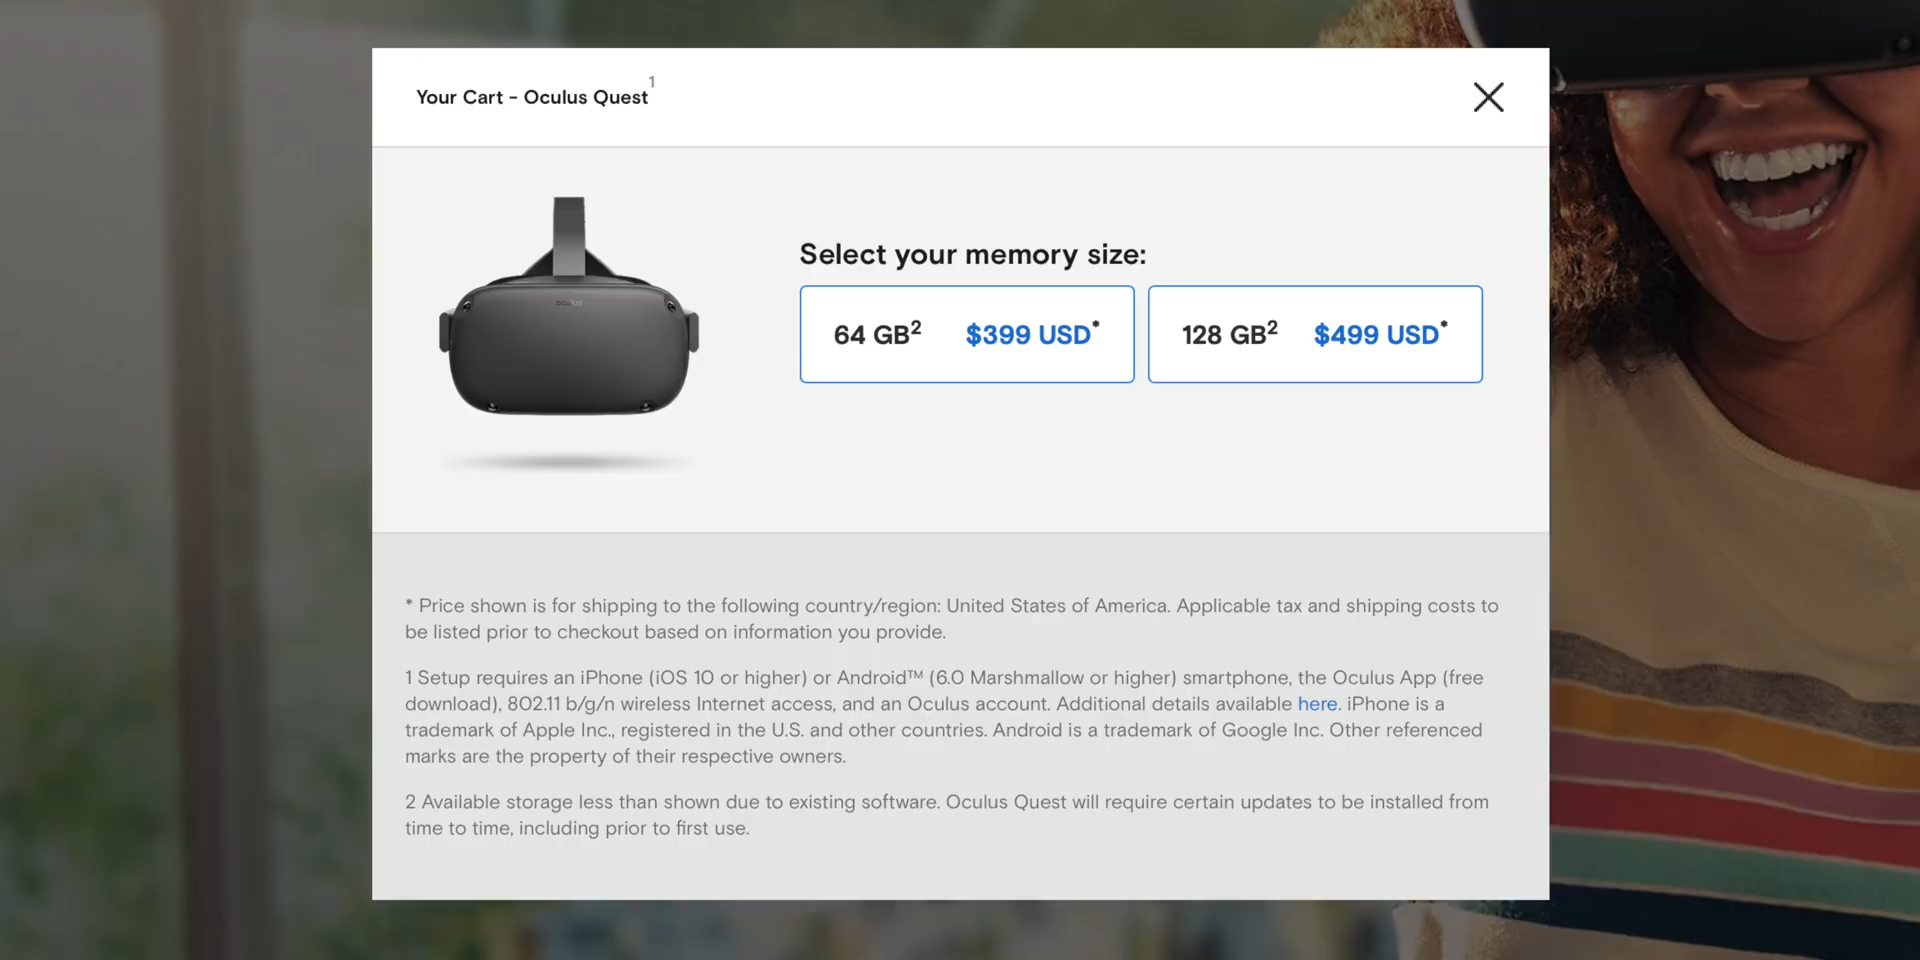 Your Cart - Oculus Quest1
oculus
Select your memory size:
64 GB2 $399 USD* 128 GB2 $499 USD*
* Price shown is for shipping to the following country/region: United States of America. Applicable tax and shipping costs to
be listed prior to checkout based on information you provide.
1 Setup requires an iPhone (iOS 10 or higher) or Android™ (6.0 Marshmallow or higher) smartphone, the Oculus App (free
download), 802.11 b/g/n wireless Internet access, and an Oculus account. Additional details available here. iPhone is a
trademark of Apple Inc., registered in the U.S. and other countries. Android is a trademark of Google Inc. Other referenced
marks are the property of their respective owners.
2 Available storage less than shown due to existing software. Oculus Quest will require certain updates to be installed from
time to time, including prior to first use.